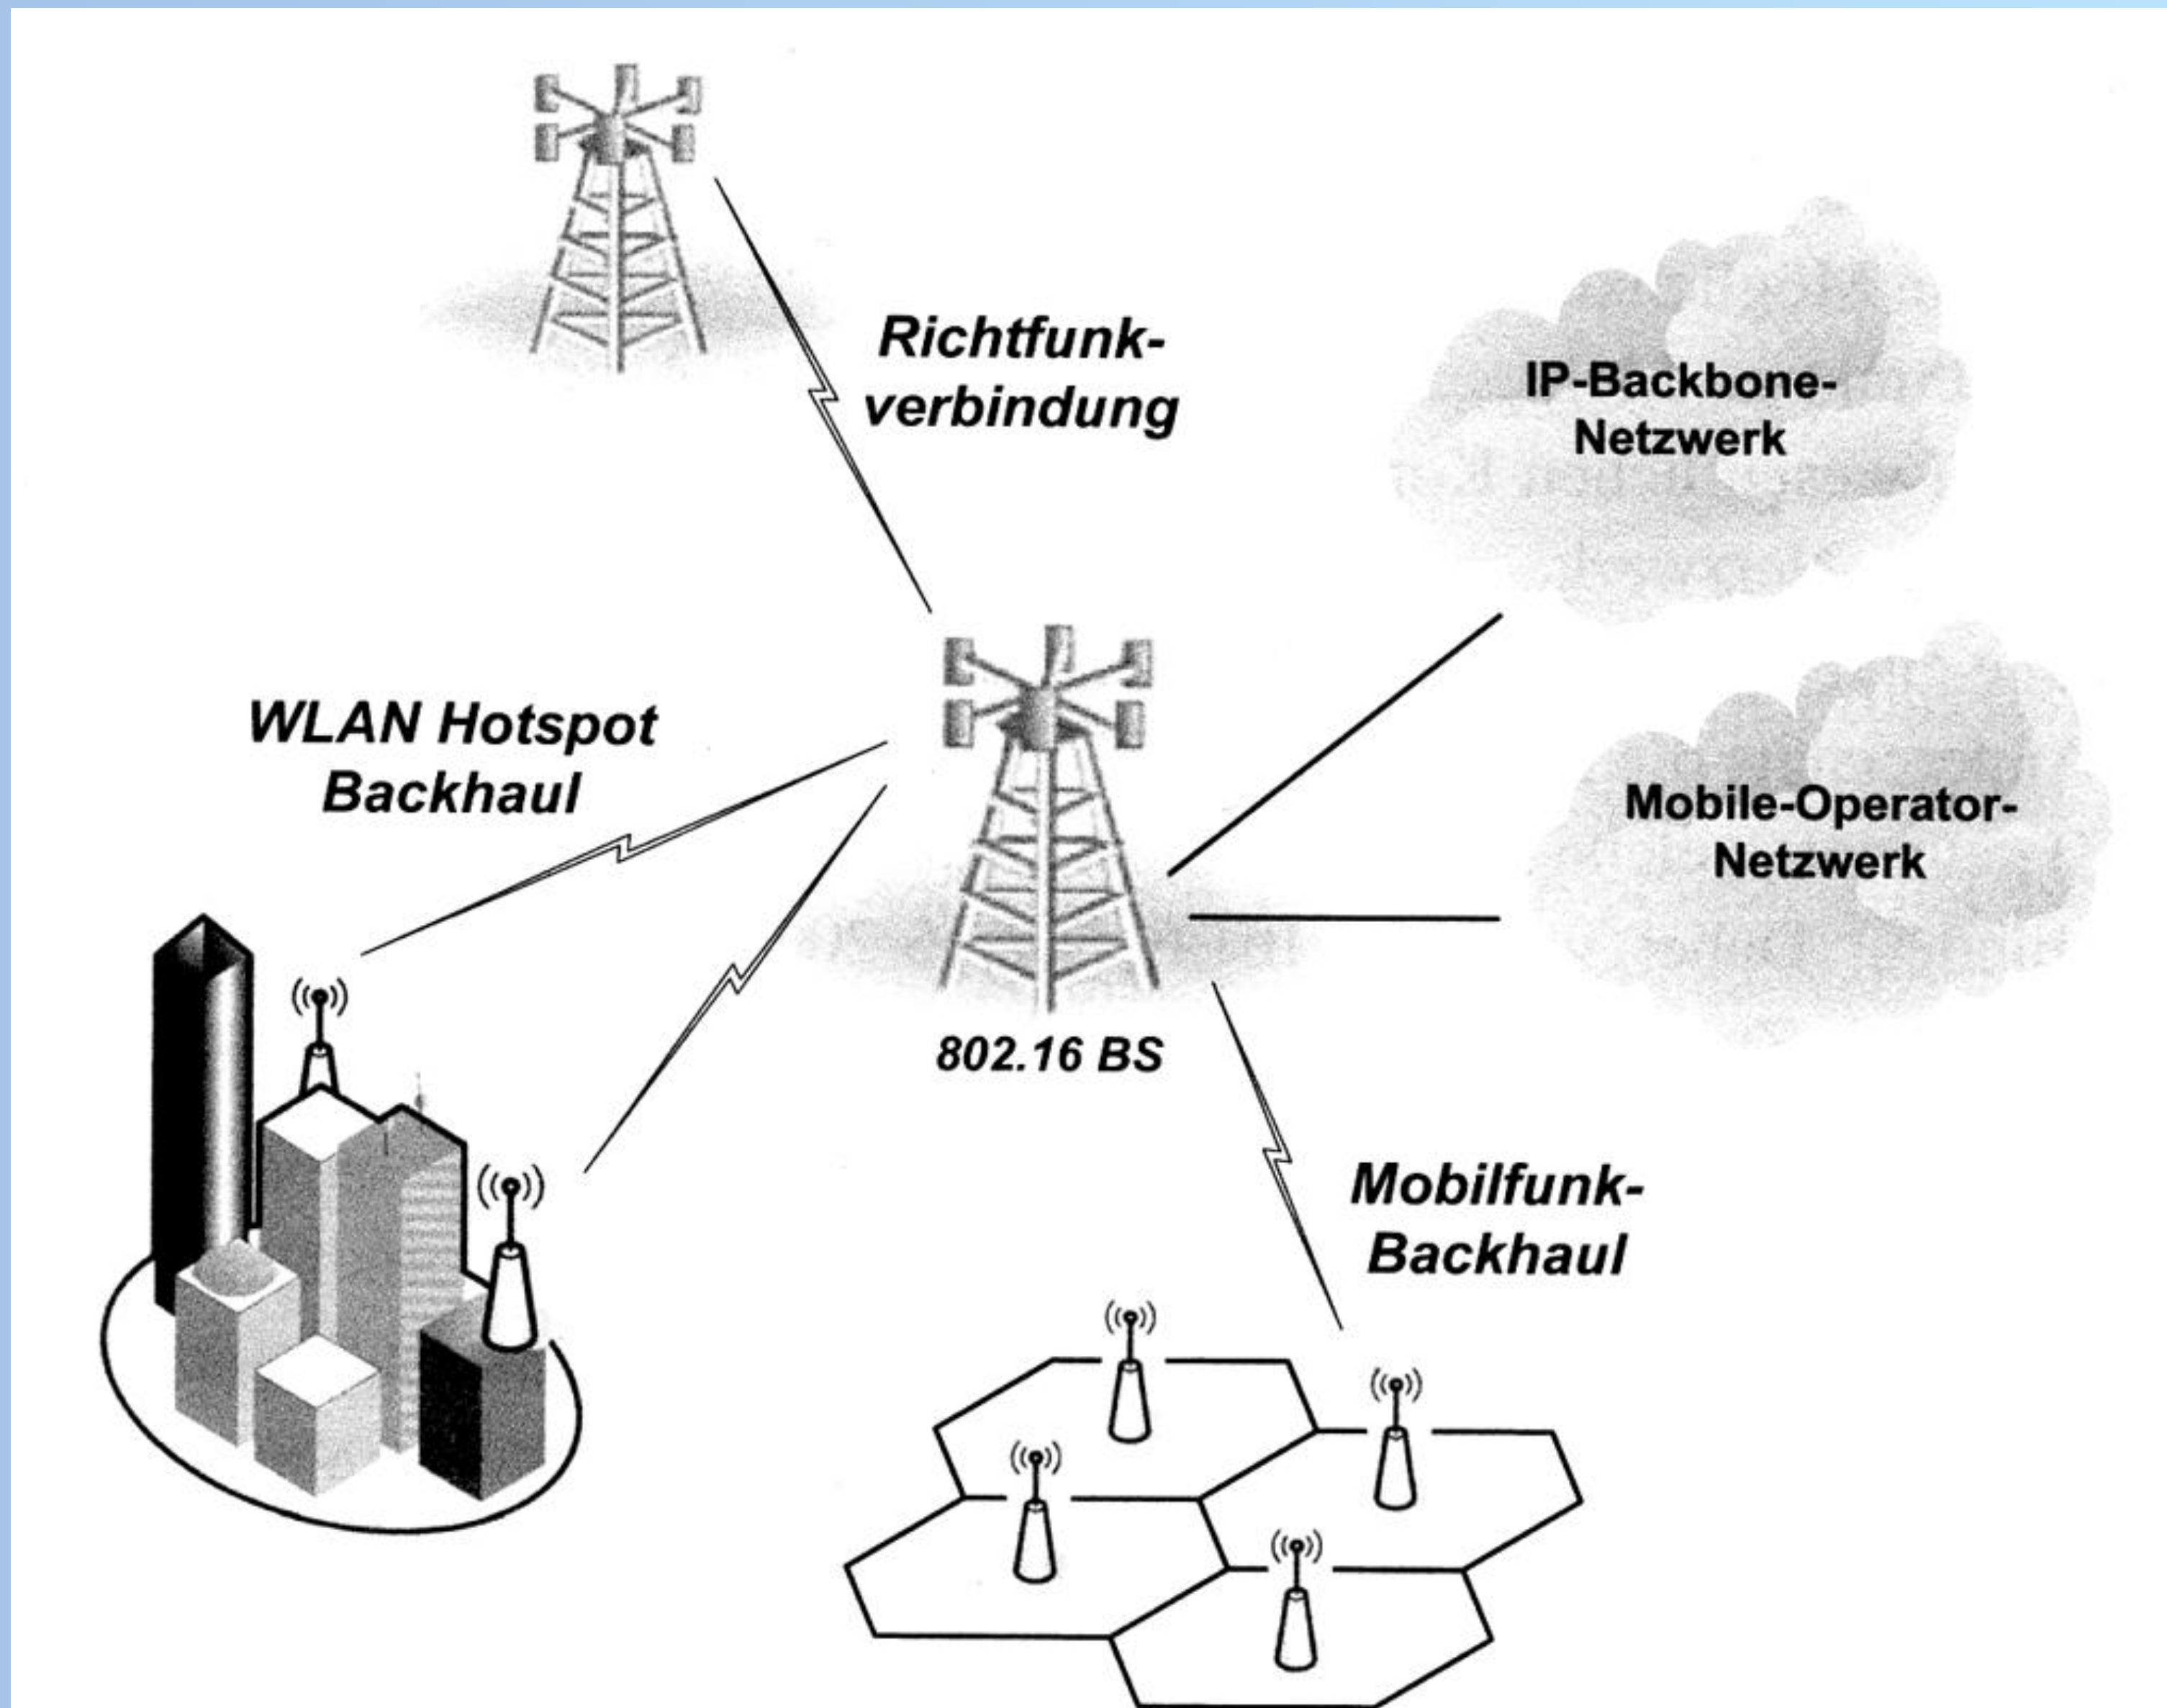 Richtfunk-
verbindung
IP-Backbone-
Netzwerk
WLAN Hotspot
Backhaul
Mobile-Operator-
Netzwerk
802.16 BS
Mobilfunk-
Backhaul